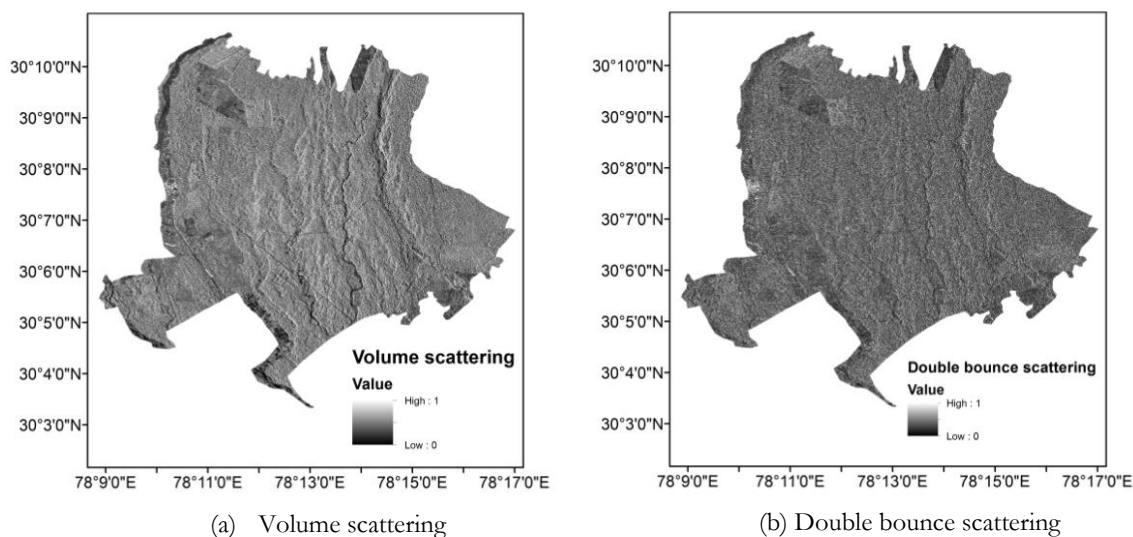 30°10'0"N
30°9'0"N
30°8'0"N
30°7'0"N
30°6'0"N
30°5'0"N
30°4'0"N
30°3'0"N
Volume scattering
Value
High : 1
Low : 0
78°9'0"E 78°11'0"E 78°13'0"E 78°15'0"E 78°17'0"E
(a) Volume scattering
30°10'0"N
30°9'0"N
30°8'0"N
30°7'0"N
30°6'0"N
30°5'0"N
30°4'0"N
30°3'0"N
Double bounce scattering
Value
High : 1
Low : 0
78°9'0"E 78°11'0"E 78°13'0"E 78°15'0"E 78°17'0"E
(b) Double bounce scattering